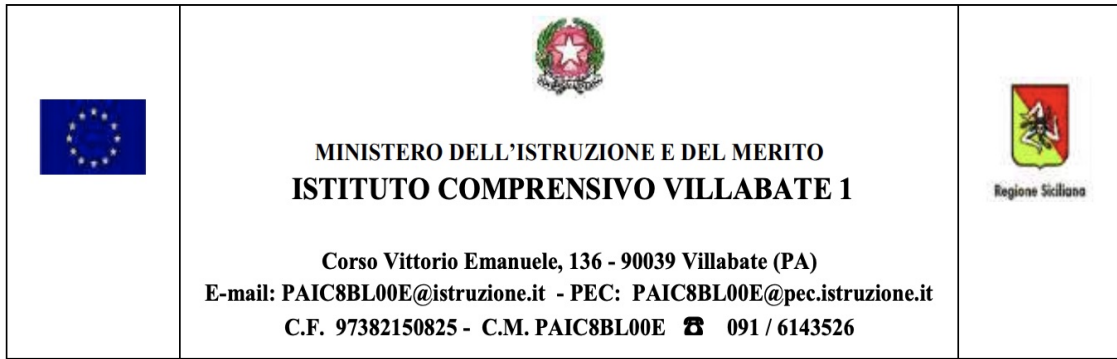 MINISTERO DELL’ISTRUZIONE E DEL MERITO
ISTITUTO COMPRENSIVO VILLABATE 1
Regione Siciliana
Corso Vittorio Emanuele, 136 - 90039 Villabate (PA)
E-mail: PAIC8BL00E@istruzione.it - PEC: PAIC8BL00E@pec.istruzione.it
C.F. 97382150825 - C.M. PAIC8BL00E ☎ 091 / 6143526